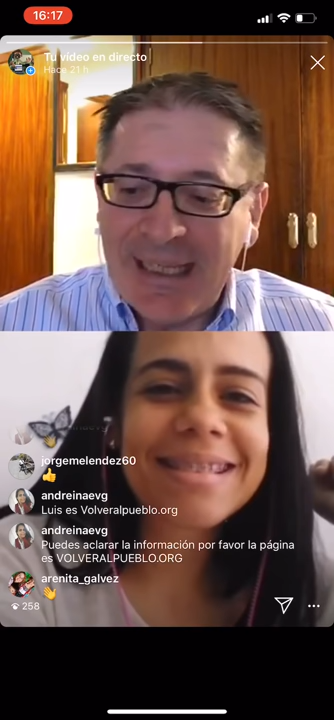 16:17
Tu vídeo en directo
Hace 21 h
jorgemelendez60
👍
andreinaevg
Luis es Volveralpueblo.org
andreinaevg
Puedes aclarar la información por favor la página
es VOLVERALPUEBLO.ORG
arenita_galvez
👏
258